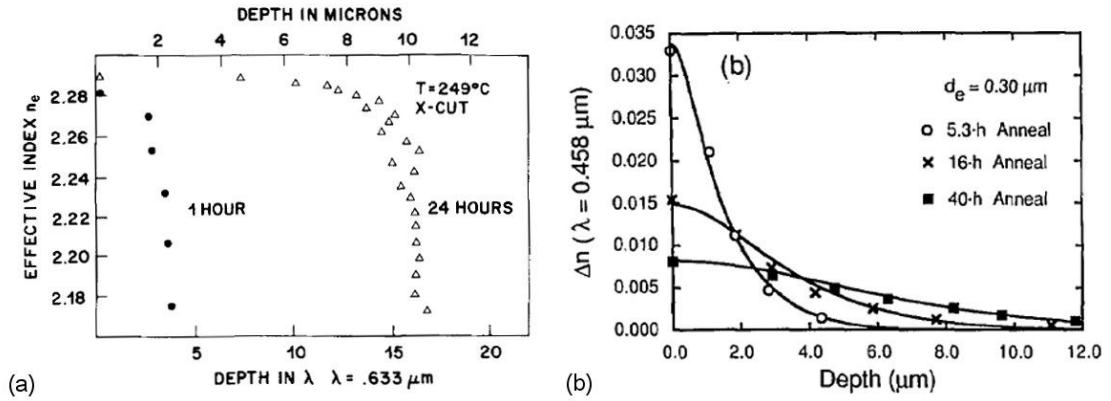 DEPTH IN MICRONS
0 2 4 6 8 10 12
EFFECTIVE INDEX nₑ
2.28
2.26
2.24
2.22
2.20
2.18
T=249°C
X-CUT
1 HOUR
24 HOURS
5 10 15 20
DEPTH IN λ λ = .633 μm
(a)
Δn ( λ = 0.458 μm )
0.035
0.030
0.025
0.020
0.015
0.010
0.005
0.000
(b)
dₑ = 0.30 μm
5.3-h Anneal
16-h Anneal
40-h Anneal
0.0 2.0 4.0 6.0 8.0 10.0 12.0
Depth (μm)
(b)